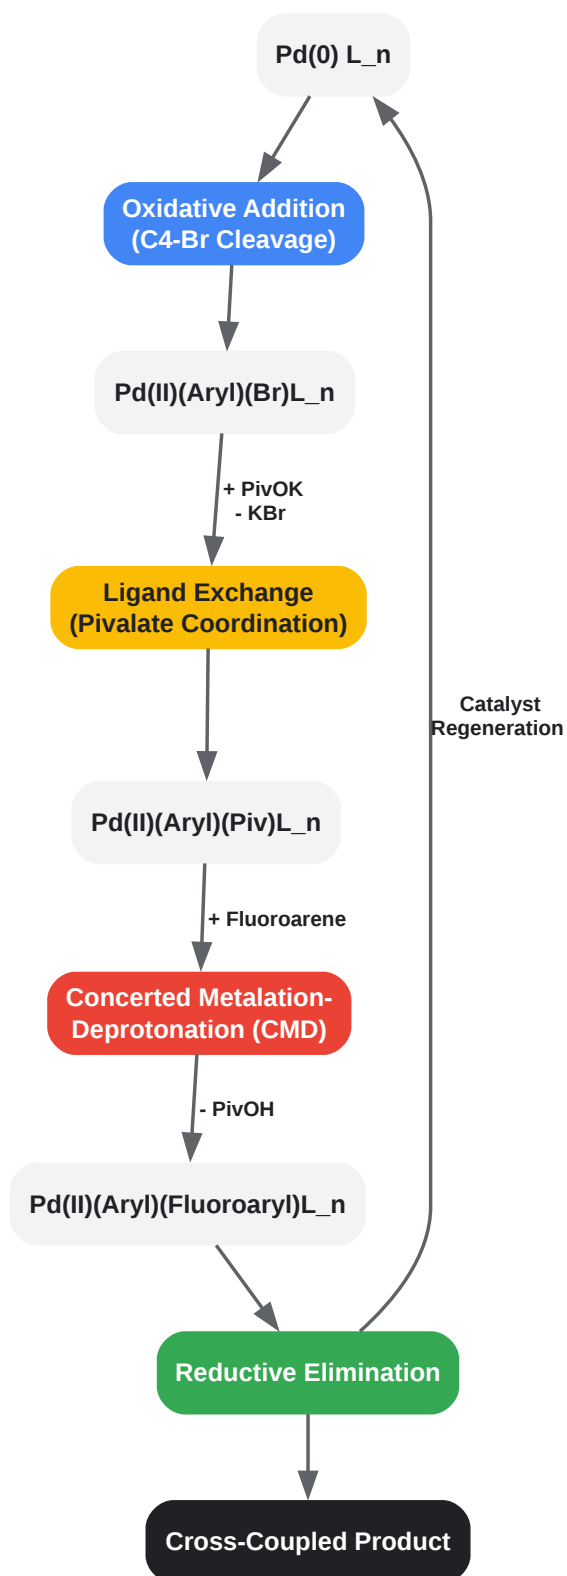 Pd(0) L_n
Oxidative Addition
(C4-Br Cleavage)
Pd(II)(Aryl)(Br)L_n
+ PivOK
- KBr
Ligand Exchange
(Pivalate Coordination)
Catalyst
Regeneration
Pd(II)(Aryl)(Piv)L_n
+ Fluoroarene
Concerted Metalation-
Deprotonation (CMD)
- PivOH
Pd(II)(Aryl)(Fluoroaryl)L_n
Reductive Elimination
Cross-Coupled Product